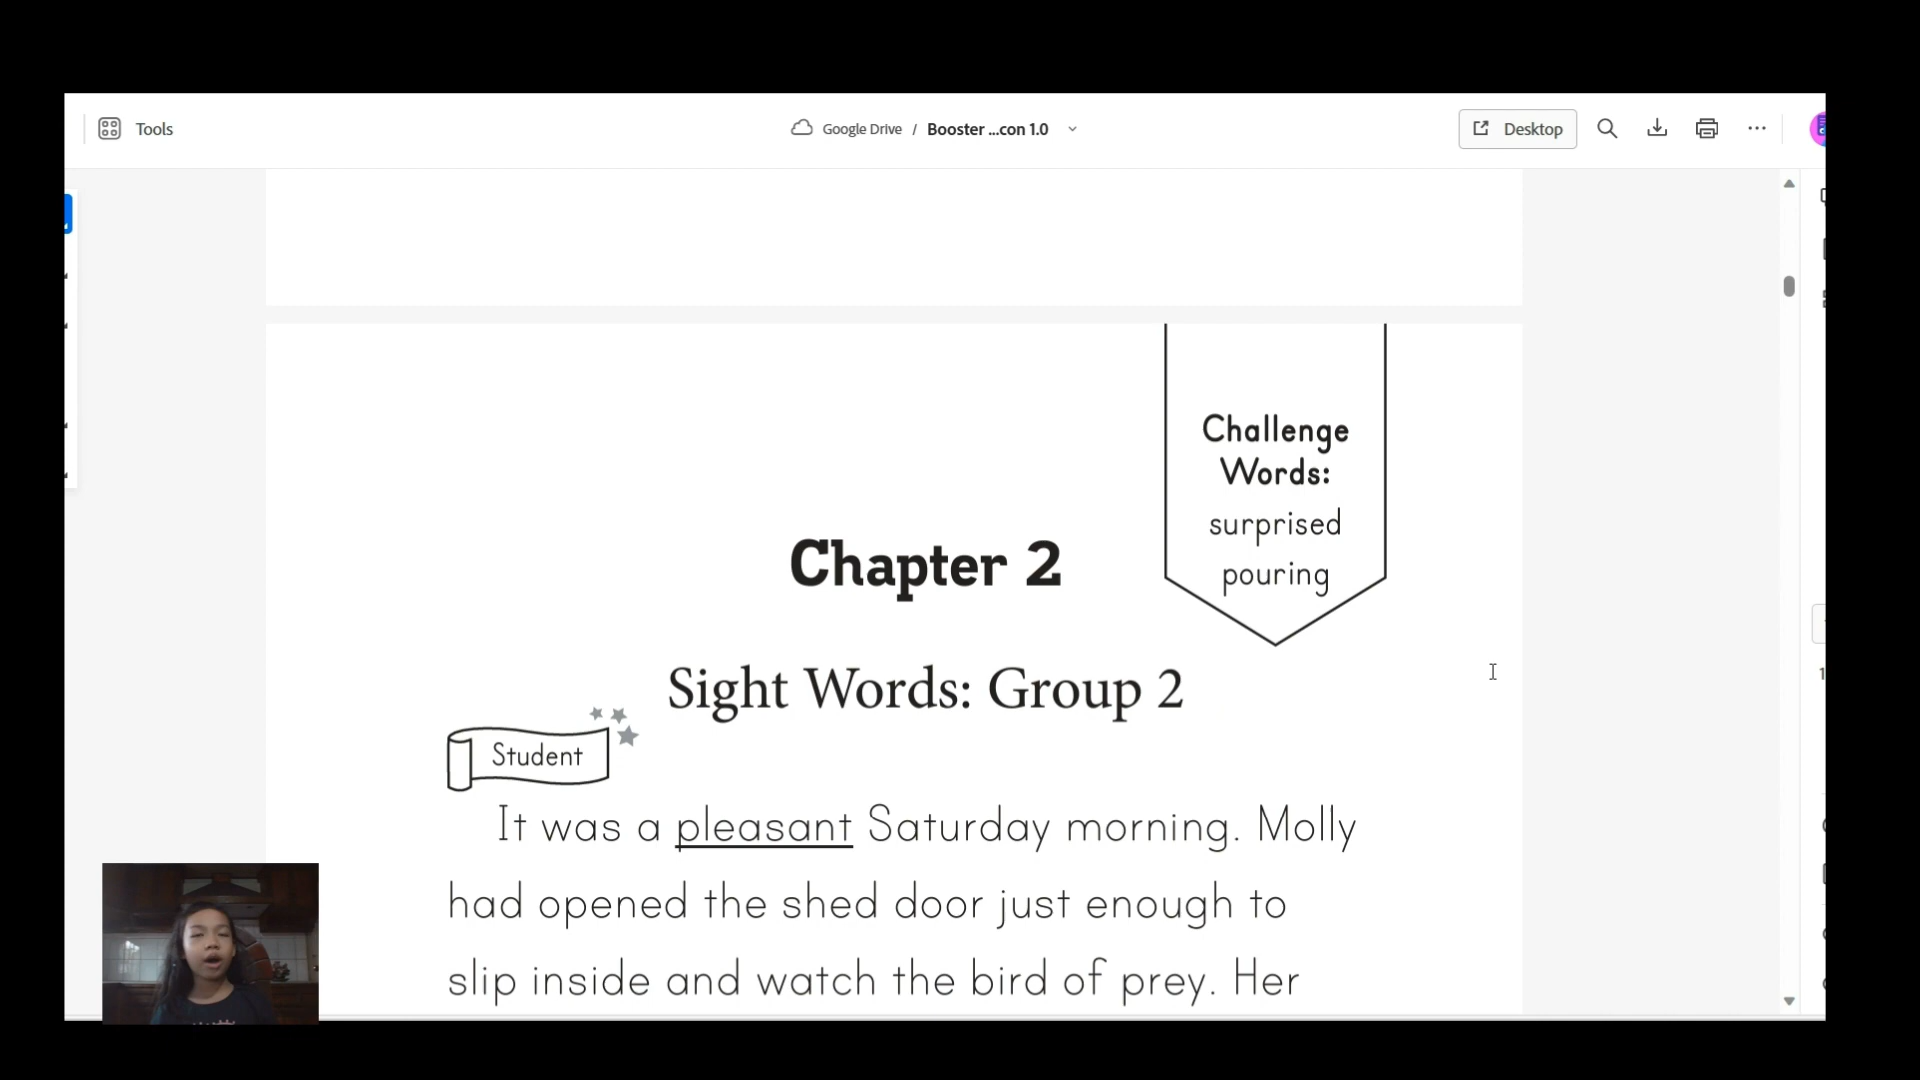 Tools
Google Drive / Booster ...con 1.0
Desktop
Challenge
Words:
surprised
pouring
Chapter 2
Sight Words: Group 2
Student
It was a pleasant Saturday morning. Molly
had opened the shed door just enough to
slip inside and watch the bird of prey. Her